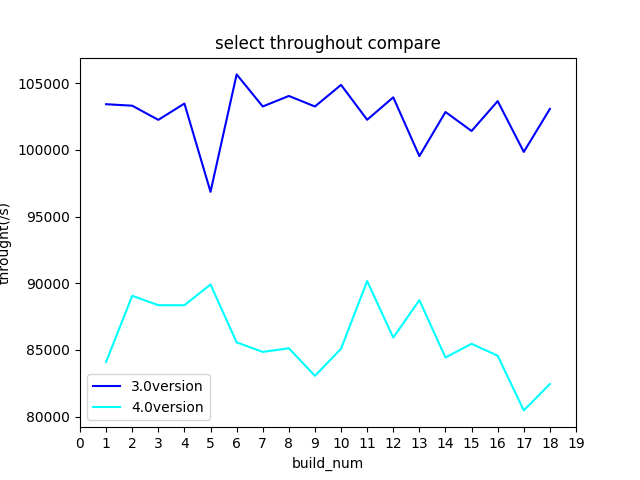 select throughout compare
105000
100000
95000
90000
85000
80000
throught(/s)
3.0version
4.0version
0 1 2 3 4 5 6 7 8 9 10 11 12 13 14 15 16 17 18 19
build_num